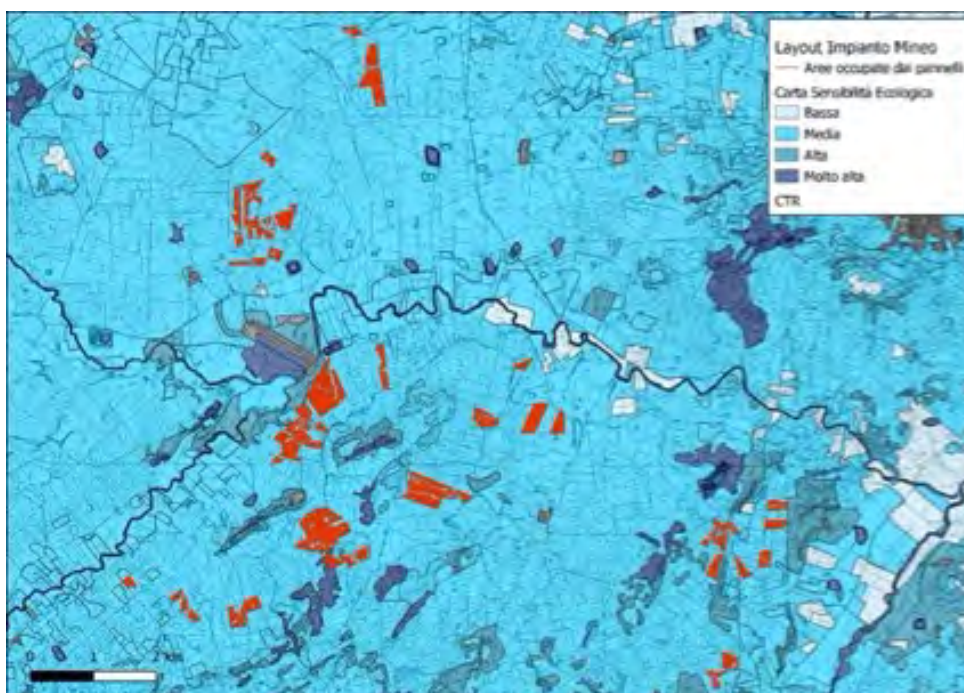 Layout Impianto Mineo
Aree occupate dai pannelli
Carta Sensibilità Ecologica
Bassa
Media
Alta
Molto alta
CTR
0 1 2 km